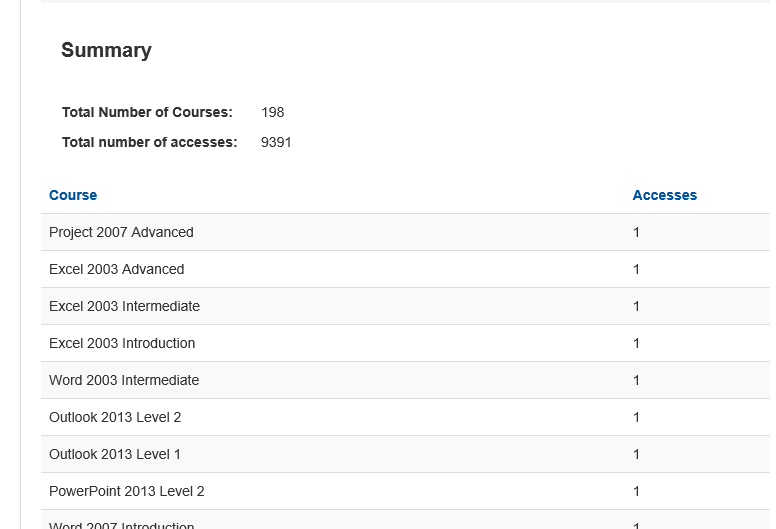 Summary
Total Number of Courses: 198
Total number of accesses: 9391
Course Accesses
Project 2007 Advanced 1
Excel 2003 Advanced 1
Excel 2003 Intermediate 1
Excel 2003 Introduction 1
Word 2003 Intermediate 1
Outlook 2013 Level 2 1
Outlook 2013 Level 1 1
PowerPoint 2013 Level 2 1
Word 2007 Introduction 1